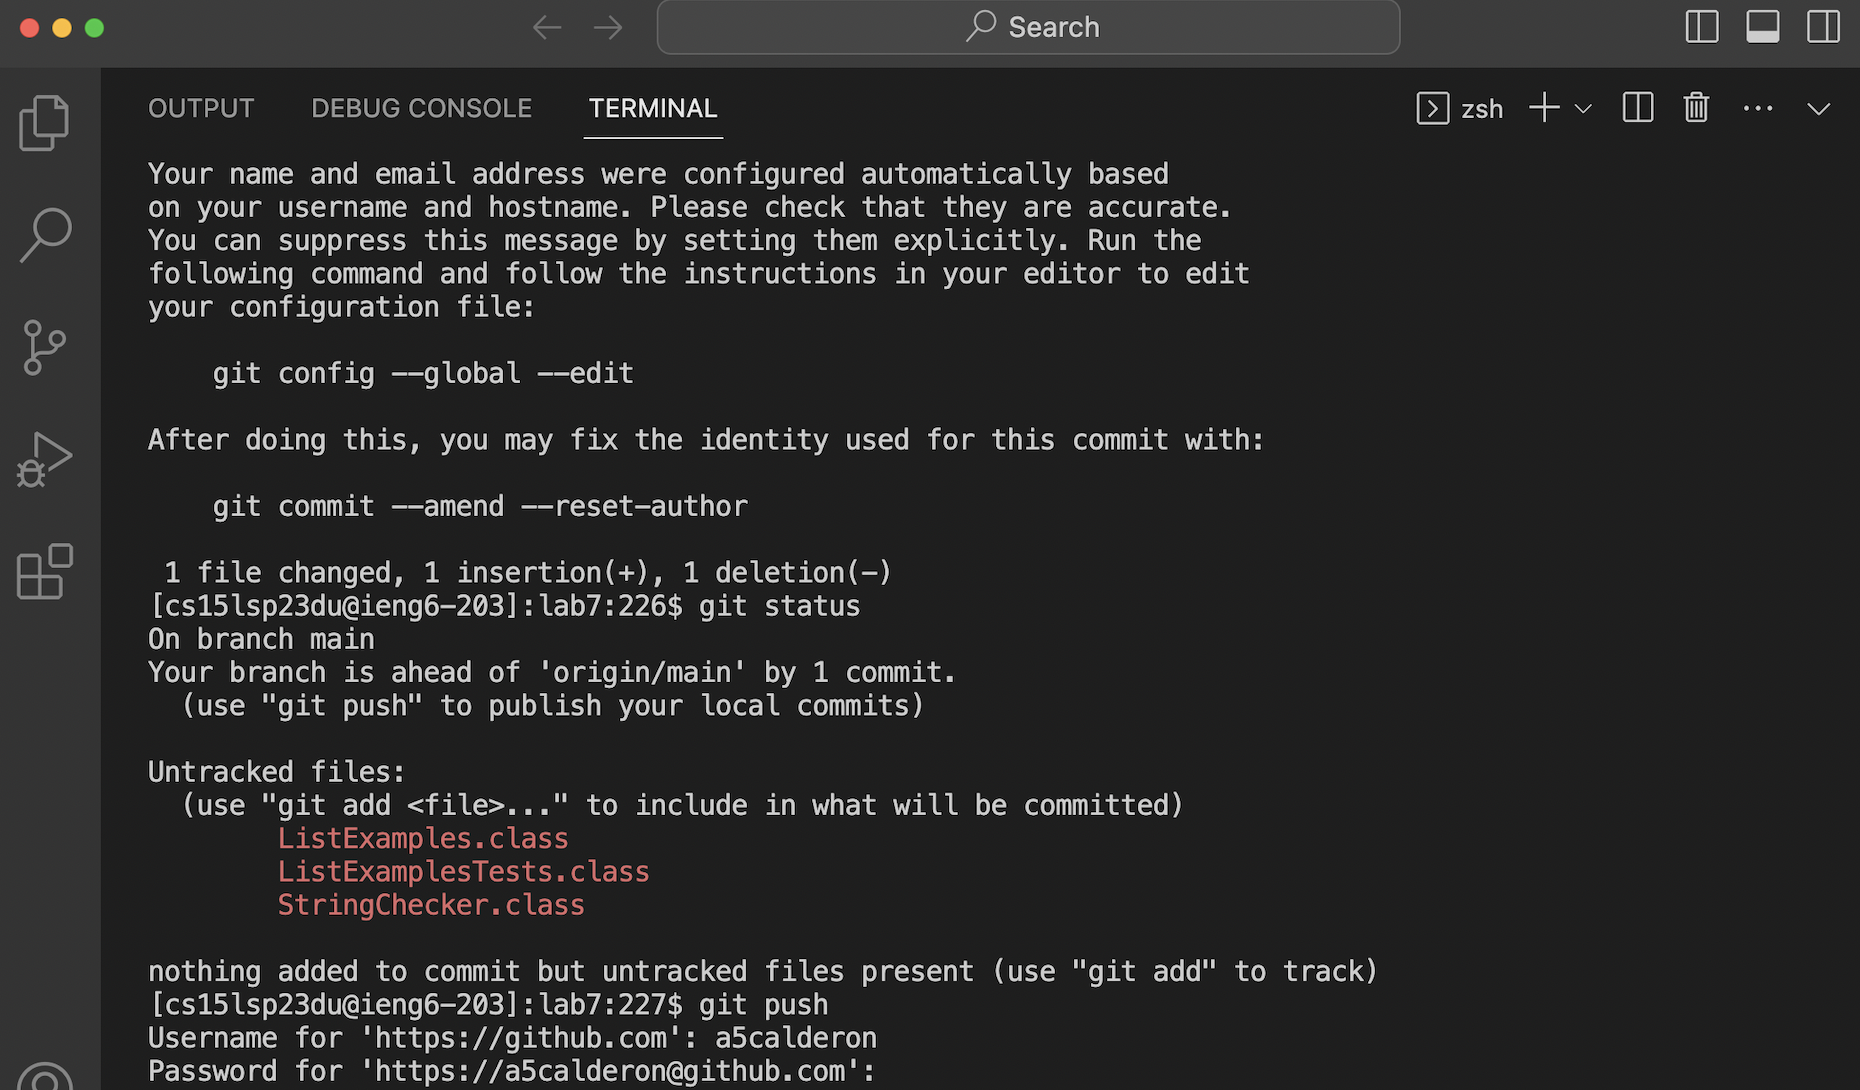 Search
OUTPUT DEBUG CONSOLE TERMINAL zsh
Your name and email address were configured automatically based
on your username and hostname. Please check that they are accurate.
You can suppress this message by setting them explicitly. Run the
following command and follow the instructions in your editor to edit
your configuration file:
git config --global --edit
After doing this, you may fix the identity used for this commit with:
git commit --amend --reset-author
1 file changed, 1 insertion(+), 1 deletion(-)
[cs15lsp23du@ieng6-203]:lab7:226$ git status
On branch main
Your branch is ahead of 'origin/main' by 1 commit.
(use "git push" to publish your local commits)
Untracked files:
(use "git add <file>..." to include in what will be committed)
ListExamples.class
ListExamplesTests.class
StringChecker.class
nothing added to commit but untracked files present (use "git add" to track)
[cs15lsp23du@ieng6-203]:lab7:227$ git push
Username for 'https://github.com': a5calderon
Password for 'https://a5calderon@github.com':